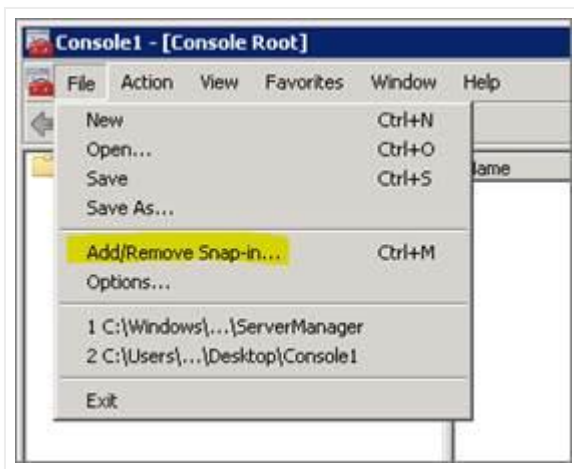 Console1 - [Console Root]
File Action View Favorites Window Help
New Ctrl+N
Open... Ctrl+O
Save Ctrl+S
Save As...
Add/Remove Snap-in... Ctrl+M
Options...
1 C:\Windows\...\ServerManager
2 C:\Users\...\Desktop\Console1
Exit